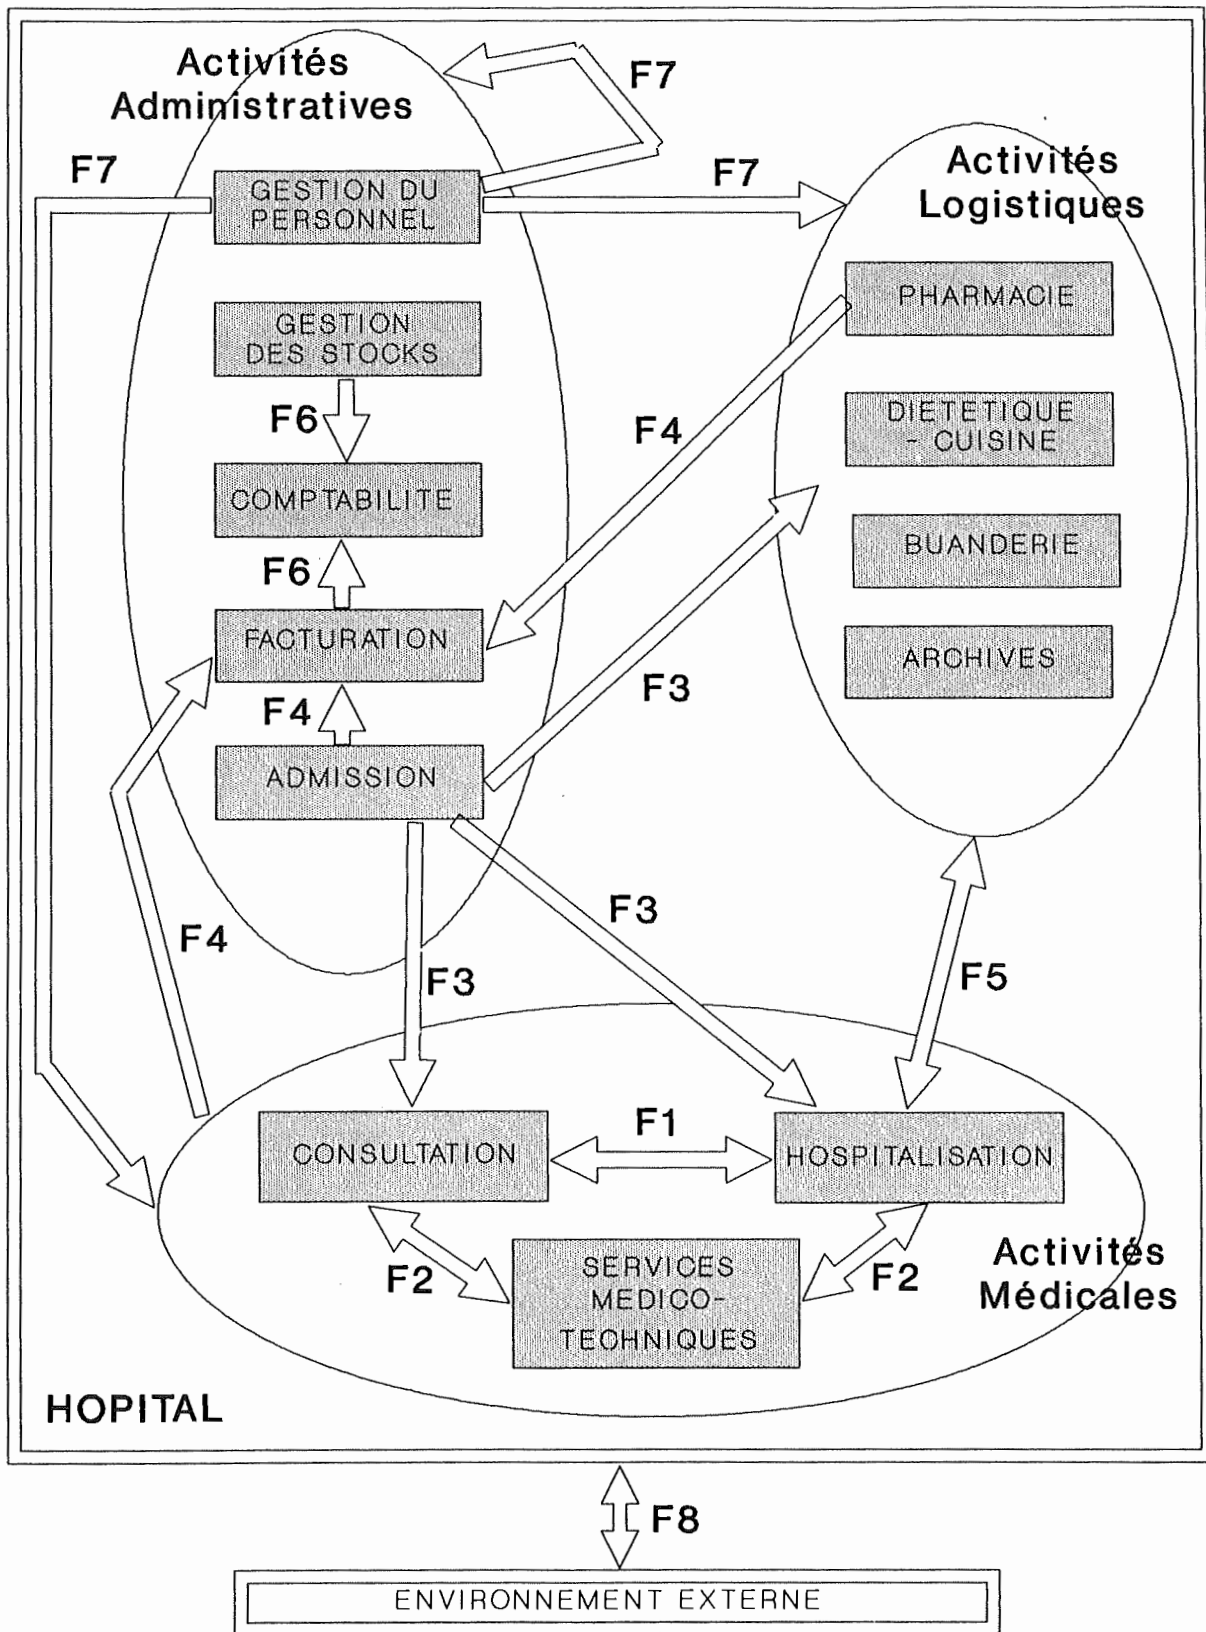 Activités
Administratives
F7
F7
F7
Activités
Logistiques
GESTION DU
PERSONNEL
PHARMACIE
GESTION
DES STOCKS
F6
F4
DIETETIQUE
- CUISINE
COMPTABILITE
BUANDERIE
F6
FACTURATION
ARCHIVES
F3
F4
ADMISSION
F3
F4
F3
F5
CONSULTATION
F1
HOSPITALISATION
F2
F2
SERVICES
MEDICO-
TECHNIQUES
Activités
Médicales
HOPITAL
F8
ENVIRONNEMENT EXTERNE